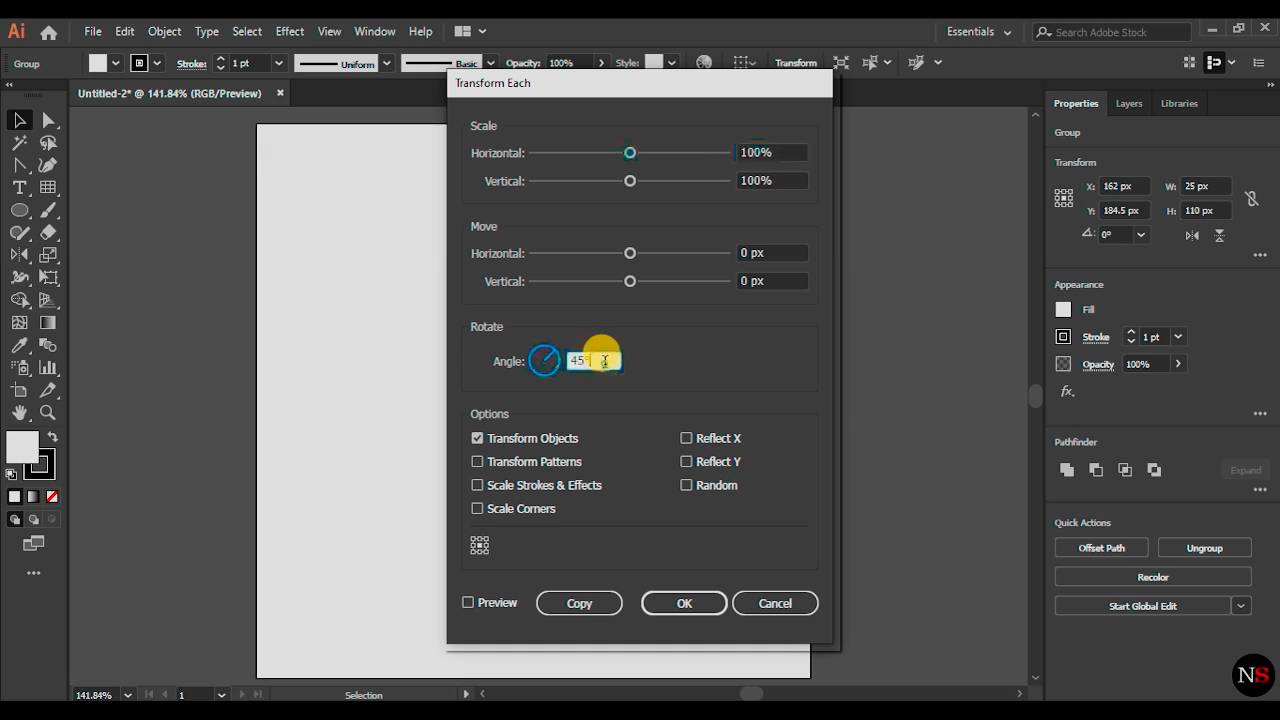 Ai File Edit Object Type Select Effect Essentials Search Adobe Stock
Window Help
Group Stroke: 1 pt Uniform Basic Opacity: 100% Style: Transform
Untitled-2* @ 141.84% (RGB/Preview)
Transform Each
Scale
Horizontal: 100%
Vertical: 100%
Move
Horizontal: 0 px
Vertical: 0 px
Rotate
Angle: 45°
Options
Transform Objects Reflect X
Transform Patterns Reflect Y
Scale Strokes & Effects Random
Scale Corners
Preview Copy OK Cancel
Properties Layers Libraries
Group
Transform
X: 162 px W: 25 px
Y: 184.5 px H: 110 px
0°
Appearance
Fill
Stroke 1 pt
Opacity 100%
fx
Pathfinder
Expand
Quick Actions
Offset Path Ungroup
Recolor
Start Global Edit
141.84% 1 Selection
NS